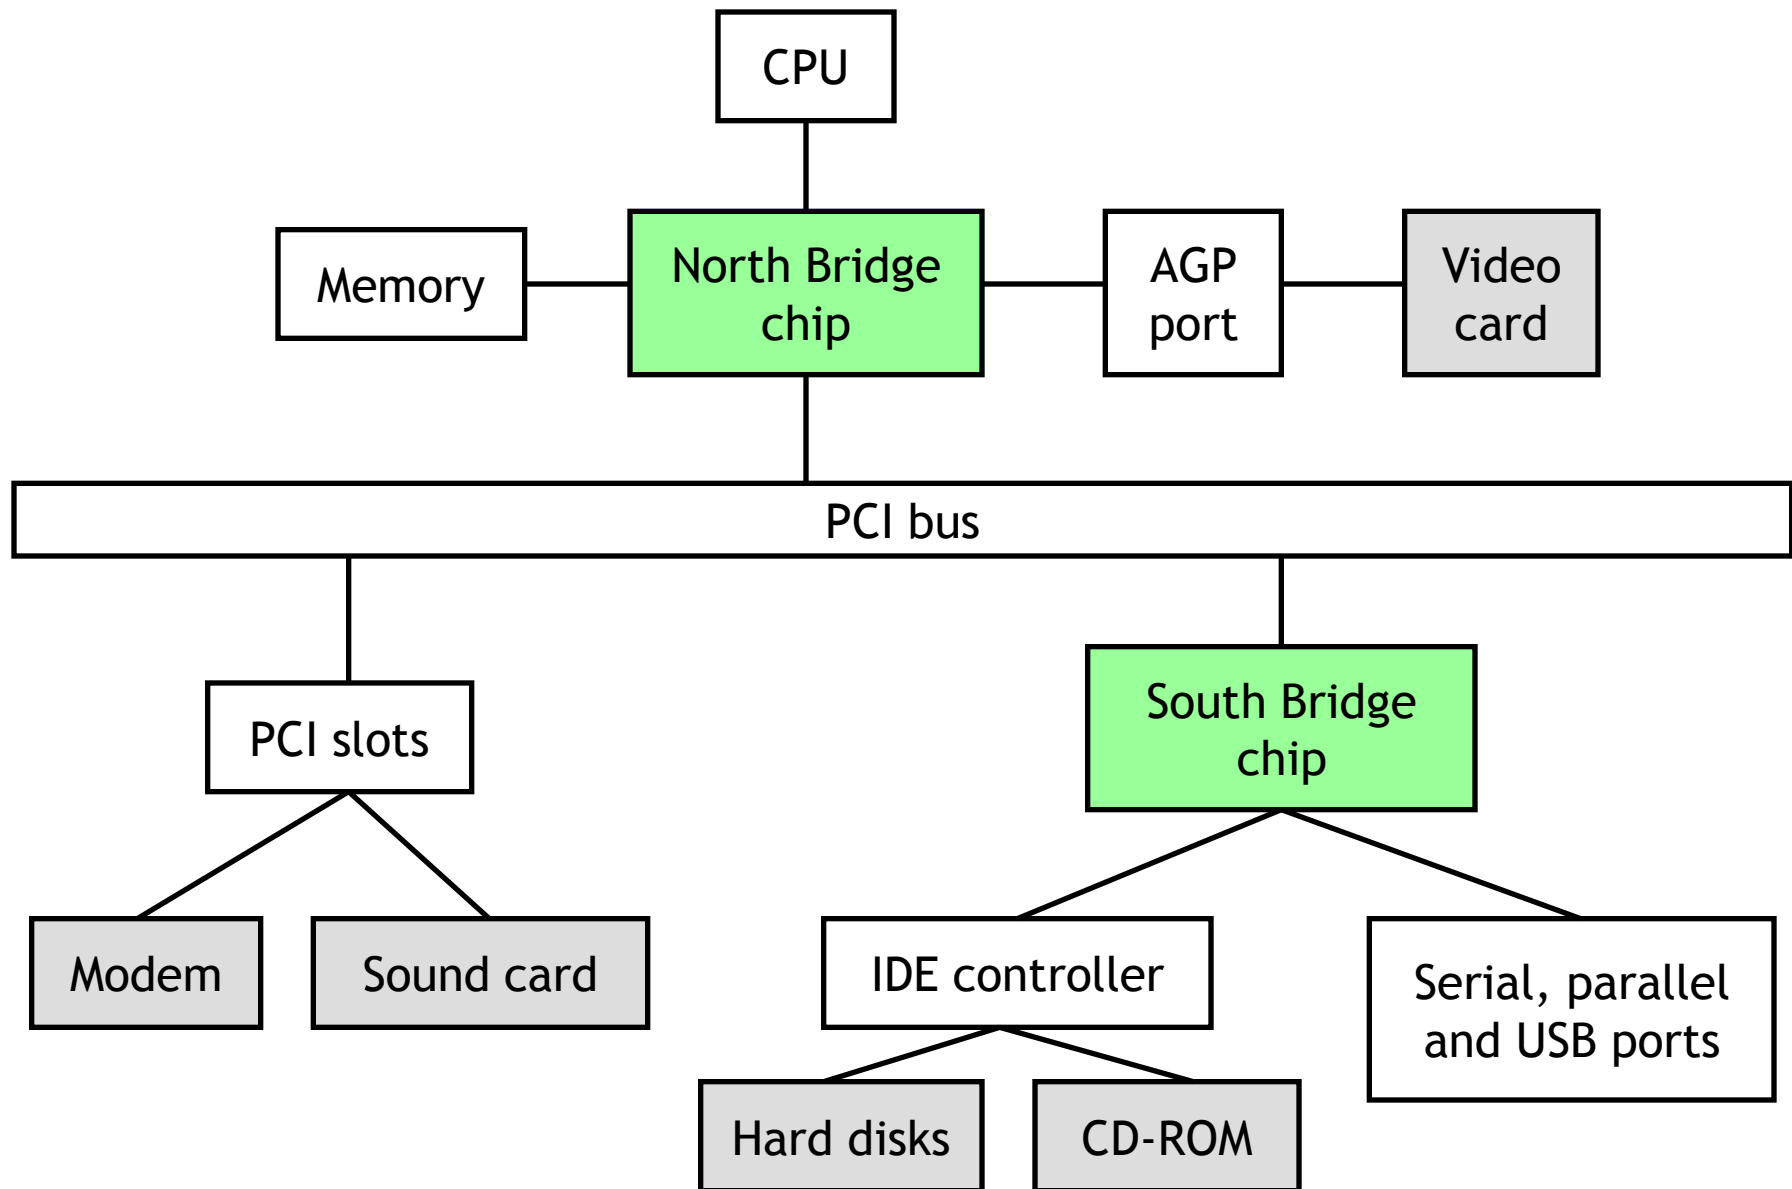 CPU
Memory
North Bridge
chip
AGP
port
Video
card
PCI bus
PCI slots
South Bridge
chip
Modem
Sound card
IDE controller
Serial, parallel
and USB ports
Hard disks
CD-ROM